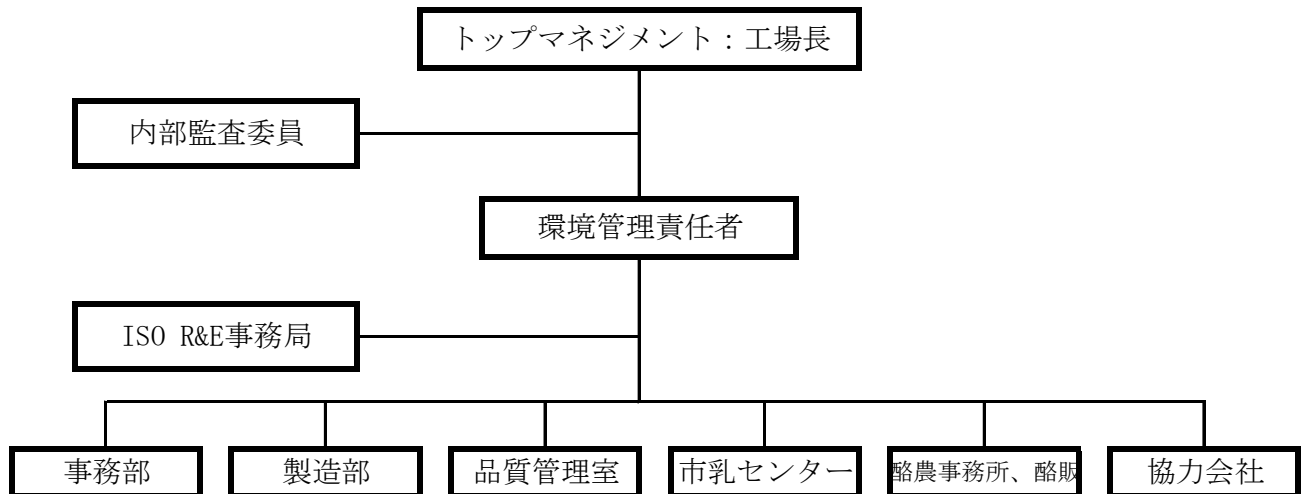 トップマネジメント：工場長
内部監査委員
環境管理責任者
ISO R&E事務局
事務部
製造部
品質管理室
市乳センター
酪農事務所、酪販
協力会社